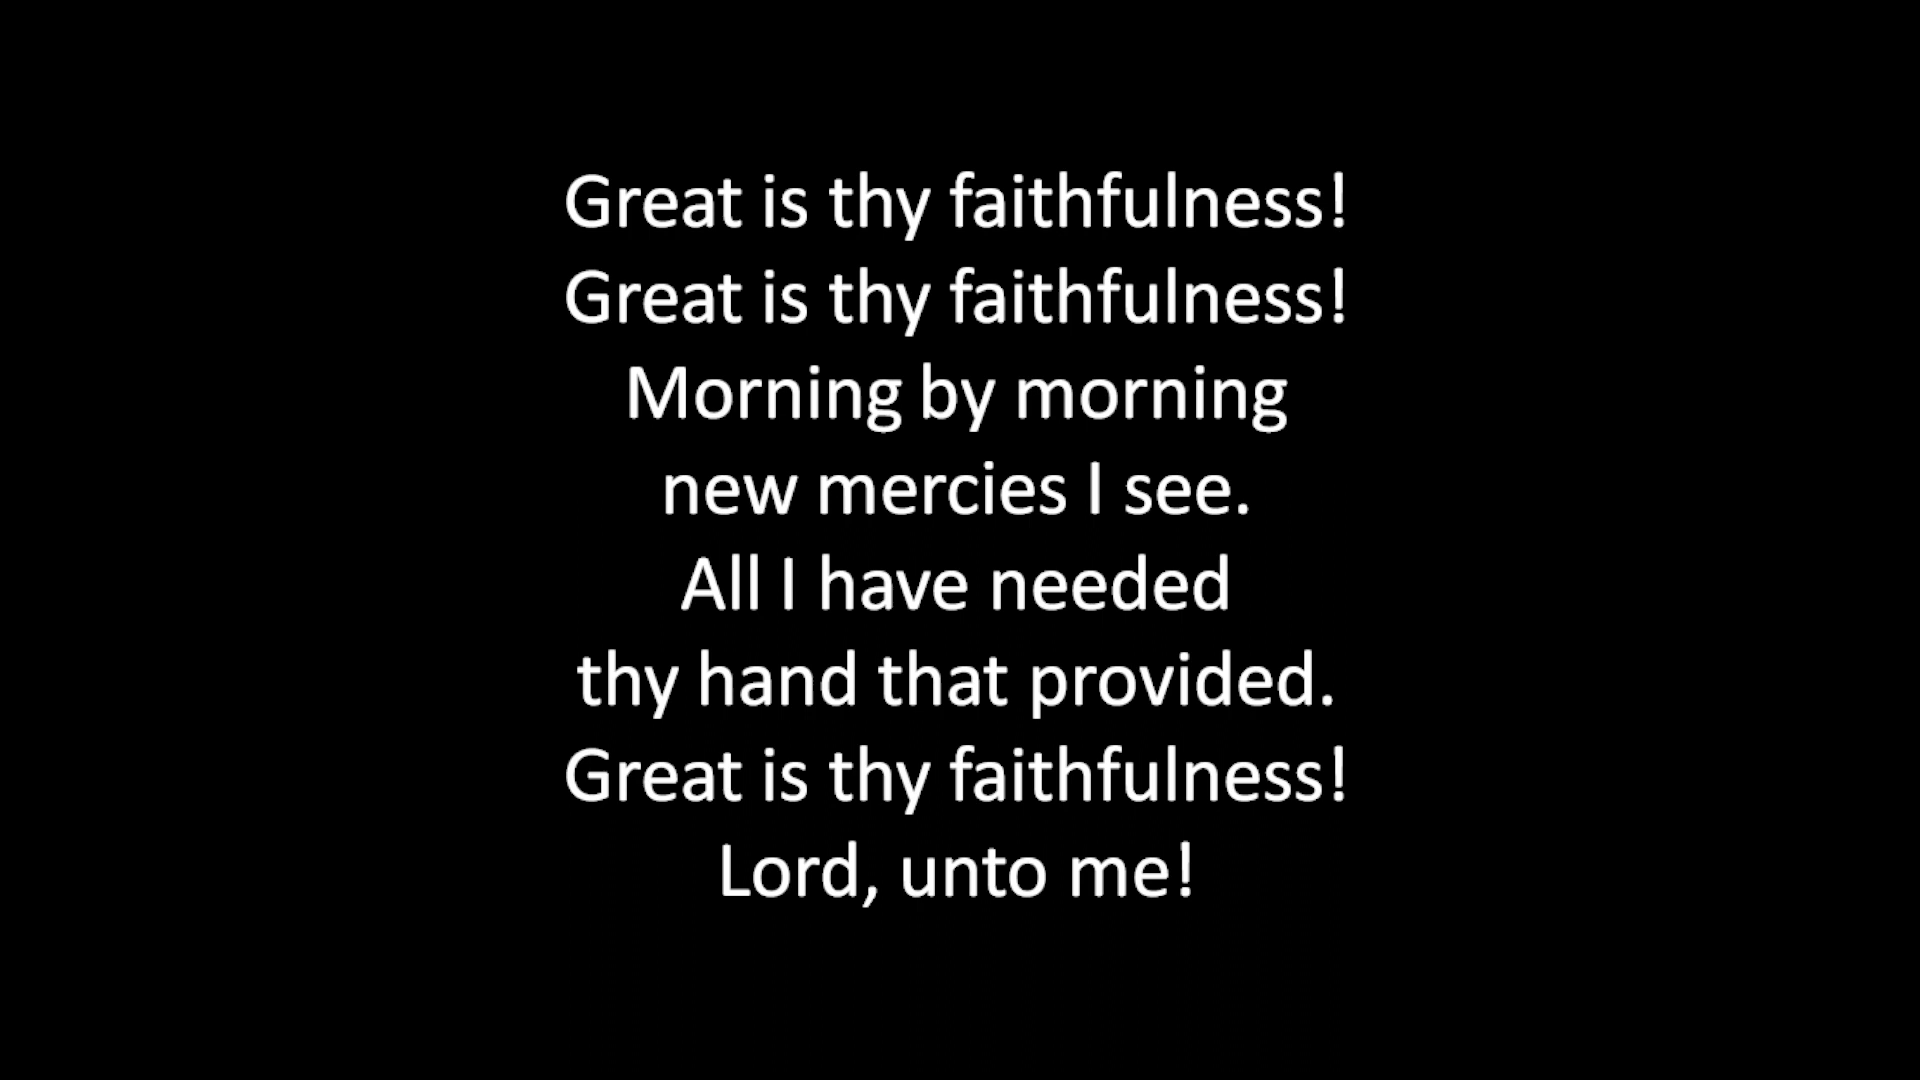 Great is thy faithfulness!
Great is thy faithfulness!
Morning by morning
new mercies I see.
All I have needed
thy hand that provided.
Great is thy faithfulness!
Lord, unto me!